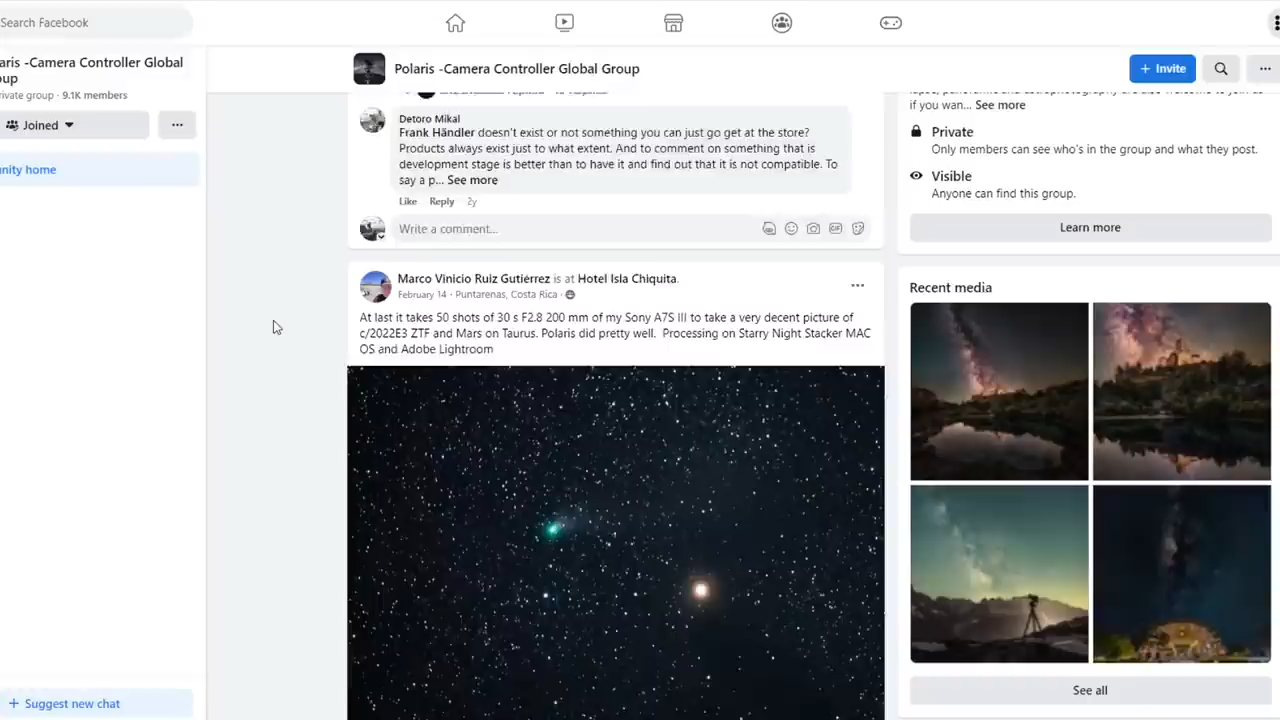 Search Facebook
aris -Camera Controller Global
oup
rivate group · 9.1K members
Joined
unity home
+ Suggest new chat
Polaris -Camera Controller Global Group
+ Invite
Detoro Mikal
Frank Händler doesn't exist or not something you can just go get at the store?
Products always exist just to what extent. And to comment on something that is
development stage is better than to have it and find out that it is not compatible. To
say a p... See more
Like Reply 2y
Write a comment...
Marco Vinicio Ruiz Gutierrez is at Hotel Isla Chiquita.
February 14 · Puntarenas, Costa Rica ·
At last it takes 50 shots of 30 s F2.8 200 mm of my Sony A7S III to take a very decent picture of
c/2022E3 ZTF and Mars on Taurus. Polaris did pretty well. Processing on Starry Night Stacker MAC
OS and Adobe Lightroom
if you wan... See more
Private
Only members can see who's in the group and what they post.
Visible
Anyone can find this group.
Learn more
Recent media
See all